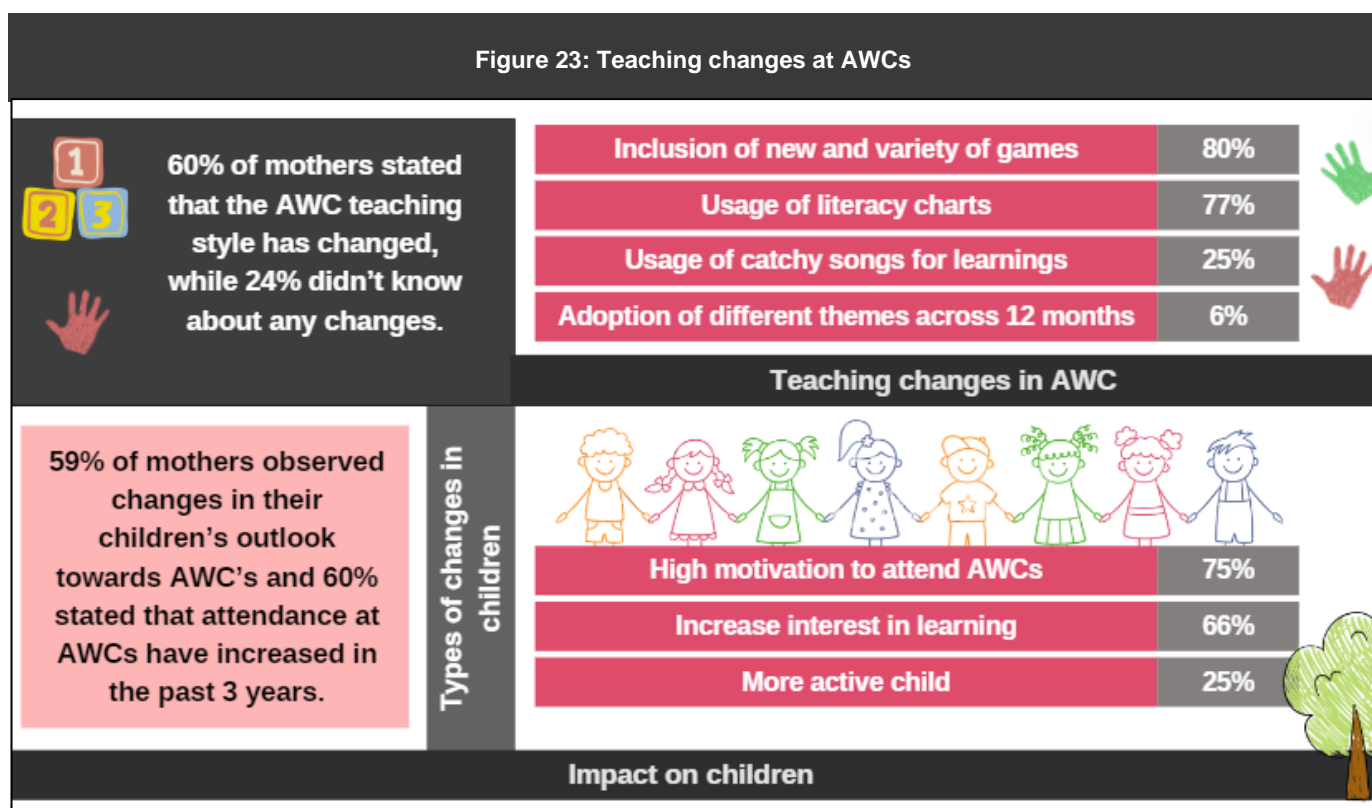 Figure 23: Teaching changes at AWCs
1
2 3
60% of mothers stated
that the AWC teaching
style has changed,
while 24% didn't know
about any changes.
Inclusion of new and variety of games 80%
Usage of literacy charts 77%
Usage of catchy songs for learnings 25%
Adoption of different themes across 12 months 6%
Teaching changes in AWC
59% of mothers observed
changes in their
children's outlook
towards AWC's and 60%
stated that attendance at
AWCs have increased in
the past 3 years.
Types of changes in
children
High motivation to attend AWCs 75%
Increase interest in learning 66%
More active child 25%
Impact on children